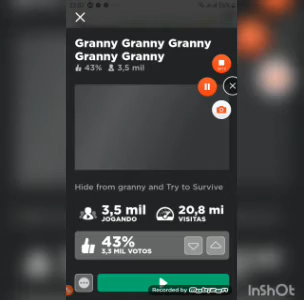 Granny Granny Granny
Granny Granny
43% 3,5 mil
Hide from granny and Try to Survive
3,5 mil
JOGANDO
20,8 mi
VISITAS
43%
3,3 MIL VOTOS
Recorded by
InShOt